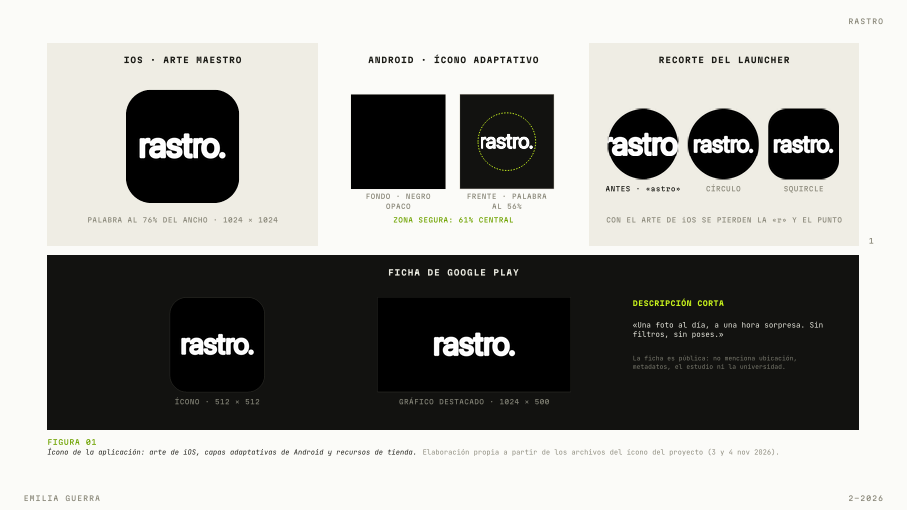 RASTRO
IOS · ARTE MAESTRO
rastro.
PALABRA AL 76% DEL ANCHO · 1024 × 1024
ANDROID · ÍCONO ADAPTATIVO
rastro.
FONDO · NEGRO
OPACO
FRENTE · PALABRA
AL 56%
ZONA SEGURA: 61% CENTRAL
RECORTE DEL LAUNCHER
rastro
rastro.
rastro.
ANTES · «astro»
CÍRCULO
SQUIRCLE
CON EL ARTE DE iOS SE PIERDEN LA «r» Y EL PUNTO
1
FICHA DE GOOGLE PLAY
rastro.
ÍCONO · 512 × 512
rastro.
GRÁFICO DESTACADO · 1024 × 500
DESCRIPCIÓN CORTA
«Una foto al día, a una hora sorpresa. Sin
filtros, sin poses.»
La ficha es pública: no menciona ubicación,
metadatos, el estudio ni la universidad.
FIGURA 01
Ícono de la aplicación: arte de iOS, capas adaptativas de Android y recursos de tienda. Elaboración propia a partir de los archivos del ícono del proyecto (3 y 4 nov 2026).
EMILIA GUERRA
2–2026